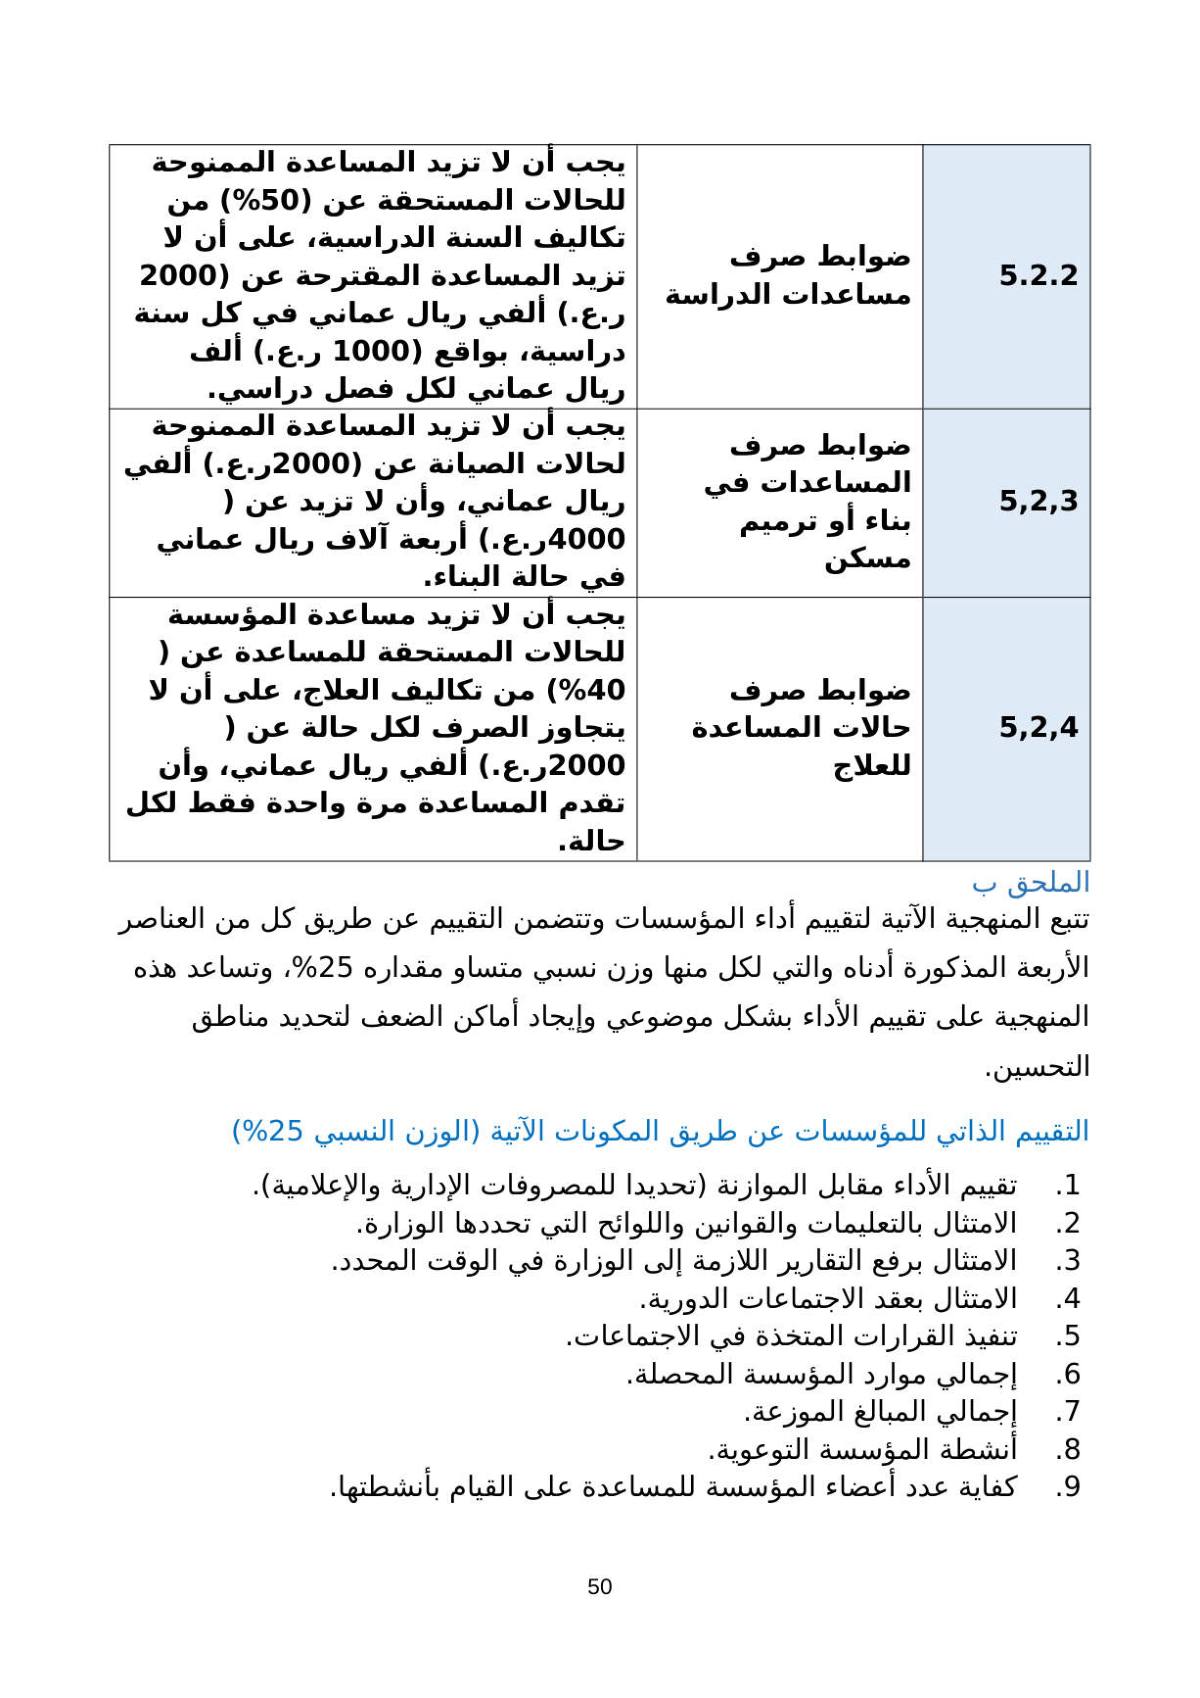 5.2.2
ضوابط صرف
مساعدات الدراسة
يجب أن لا تزيد المساعدة الممنوحة
للحالات المستحقة عن (50%) من
تكاليف السنة الدراسية، على أن لا
تزيد المساعدة المقترحة عن (2000
ر.ع.) ألفي ريال عماني في كل سنة
دراسية، بواقع (1000 ر.ع.) ألف
ريال عماني لكل فصل دراسي.
5,2,3
ضوابط صرف
المساعدات في
بناء أو ترميم
مسكن
يجب أن لا تزيد المساعدة الممنوحة
لحالات الصيانة عن (2000ر.ع.) ألفي
ريال عماني، وأن لا تزيد عن (
4000ر.ع.) أربعة آلاف ريال عماني
في حالة البناء.
5,2,4
ضوابط صرف
حالات المساعدة
للعلاج
يجب أن لا تزيد مساعدة المؤسسة
للحالات المستحقة للمساعدة عن (
40%) من تكاليف العلاج، على أن لا
يتجاوز الصرف لكل حالة عن (
2000ر.ع.) ألفي ريال عماني، وأن
تقدم المساعدة مرة واحدة فقط لكل
حالة.
الملحق ب
تتبع المنهجية الآتية لتقييم أداء المؤسسات وتتضمن التقييم عن طريق كل من العناصر
الأربعة المذكورة أدناه والتي لكل منها وزن نسبي متساو مقداره 25%، وتساعد هذه
المنهجية على تقييم الأداء بشكل موضوعي وإيجاد أماكن الضعف لتحديد مناطق
التحسين.
التقييم الذاتي للمؤسسات عن طريق المكونات الآتية (الوزن النسبي 25%)
1. تقييم الأداء مقابل الموازنة (تحديدا للمصروفات الإدارية والإعلامية).
2. الامتثال بالتعليمات والقوانين واللوائح التي تحددها الوزارة.
3. الامتثال برفع التقارير اللازمة إلى الوزارة في الوقت المحدد.
4. الامتثال بعقد الاجتماعات الدورية.
5. تنفيذ القرارات المتخذة في الاجتماعات.
6. إجمالي موارد المؤسسة المحصلة.
7. إجمالي المبالغ الموزعة.
8. أنشطة المؤسسة التوعوية.
9. كفاية عدد أعضاء المؤسسة للمساعدة على القيام بأنشطتها.
50